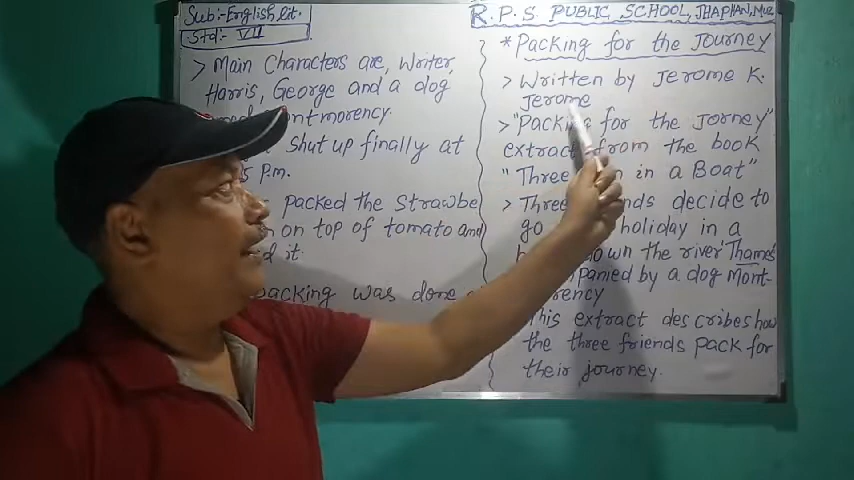 Sub:- English lit.
Std:- VII
> Main Characters are, Writer,
Harris, George and a dog
montmorency.
shut up finally at
P.m.
packed the strawbe
on top of tomato and
it.
packing was done
R. P. S PUBLIC SCHOOL, JHAPHAN, Muz
*Packing for the Journey
> Written by Jerome K.
Jerome
> "Packing for the Jorney"
extract from the book
"Three in a Boat"
> Three decide to
go holiday in a
down the river 'Thames'
by a dog Mont-
rency
This extract describes how
the three friends pack for
their journey.